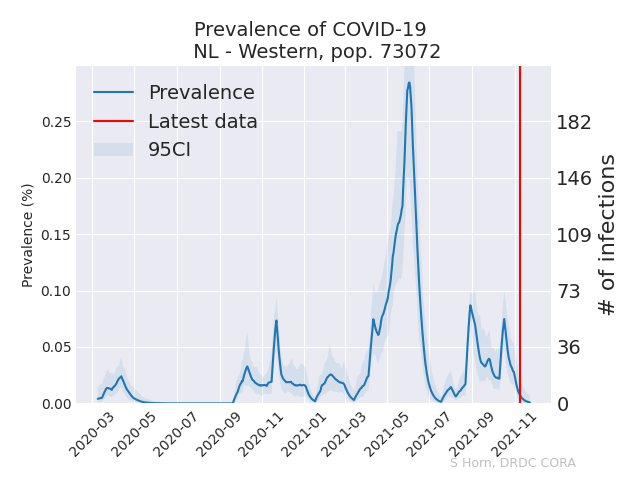 Prevalence of COVID-19
NL - Western, pop. 73072
Prevalence
Latest data
95CI
Prevalence (%)
0.25
0.20
0.15
0.10
0.05
0.00
182
146
109
73
36
0
# of infections
2020-03
2020-05
2020-07
2020-09
2020-11
2021-01
2021-03
2021-05
2021-07
2021-09
2021-11
S Horn, DRDC CORA